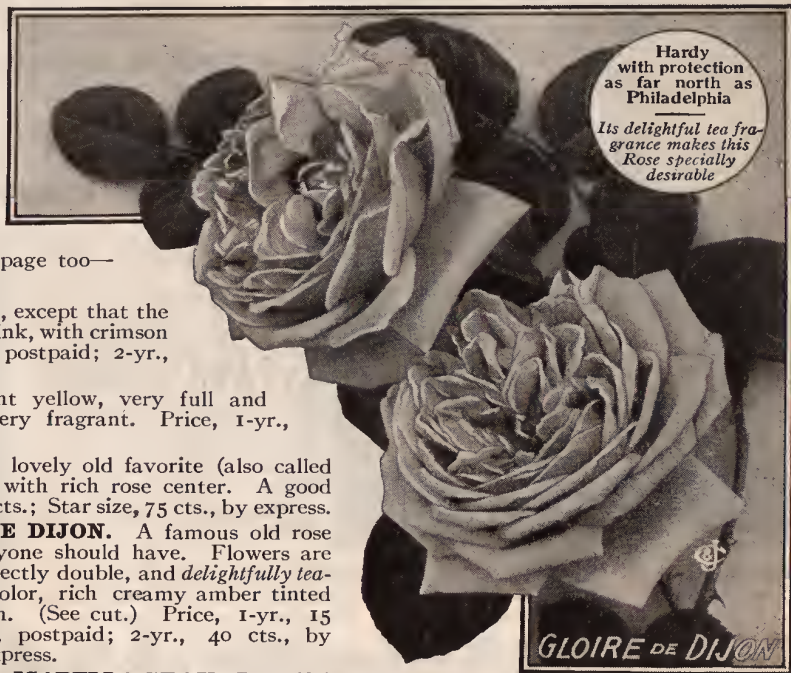 Hardy
with protection
as far north as
Philadelphia
Its delightful tea fra-
grance makes this
Rose specially
desirable
page too—
, except that the
ink, with crimson
postpaid; 2-yr.,
nt yellow, very full and
ery fragrant. Price, 1-yr.,
lovely old favorite (also called
with rich rose center. A good
cts.; Star size, 75 cts., by express.
E DIJON. A famous old rose
yone should have. Flowers are
ectly double, and delightfully tea-
olor, rich creamy amber tinted
n. (See cut.) Price, 1-yr., 15
, postpaid; 2-yr., 40 cts., by
press.
GLOIRE DE DIJON